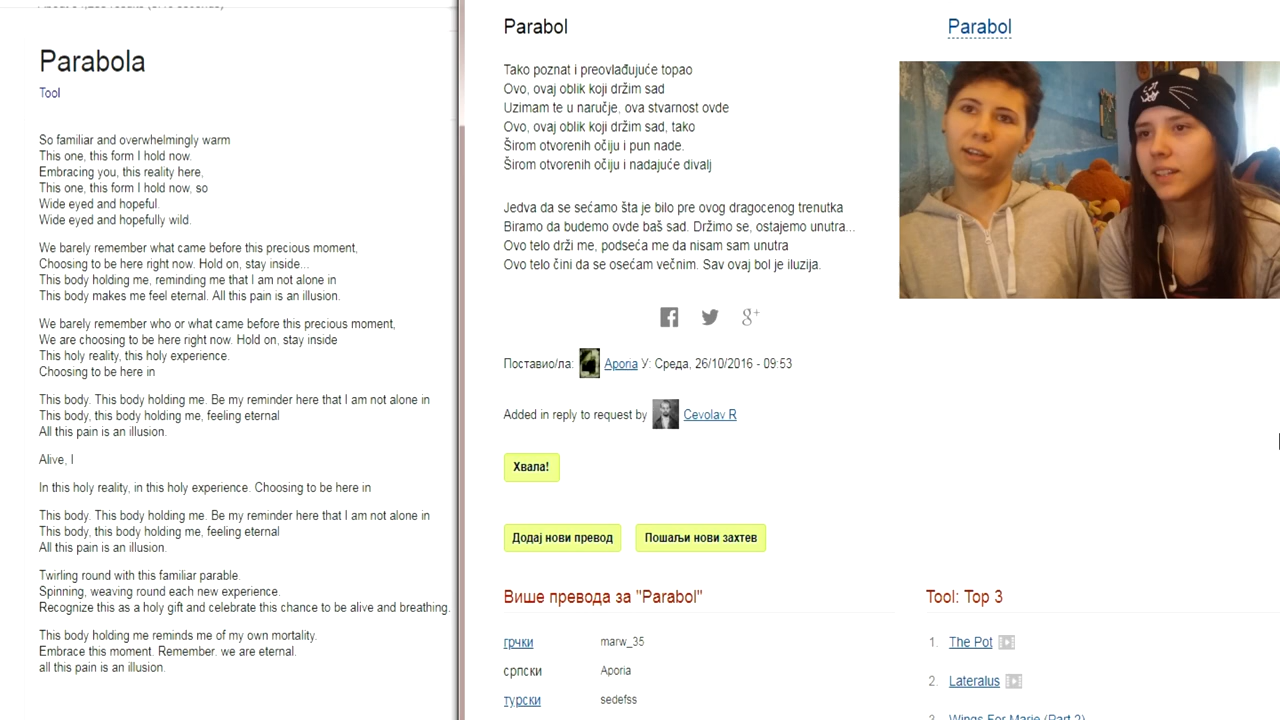 Parabola
Tool
So familiar and overwhelmingly warm
This one, this form I hold now.
Embracing you, this reality here,
This one, this form I hold now, so
Wide eyed and hopeful.
Wide eyed and hopefully wild.
We barely remember what came before this precious moment,
Choosing to be here right now. Hold on, stay inside...
This body holding me, reminding me that I am not alone in
This body makes me feel eternal. All this pain is an illusion.
We barely remember who or what came before this precious moment,
We are choosing to be here right now. Hold on, stay inside
This holy reality, this holy experience.
Choosing to be here in
This body. This body holding me. Be my reminder here that I am not alone in
This body, this body holding me, feeling eternal
All this pain is an illusion.
Alive, I
In this holy reality, in this holy experience. Choosing to be here in
This body. This body holding me. Be my reminder here that I am not alone in
This body, this body holding me, feeling eternal
All this pain is an illusion.
Twirling round with this familiar parable.
Spinning, weaving round each new experience.
Recognize this as a holy gift and celebrate this chance to be alive and breathing.
This body holding me reminds me of my own mortality.
Embrace this moment. Remember. we are eternal.
all this pain is an illusion.
Parabol
Tako poznat i preovlađujuće topao
Ovo, ovaj oblik koji držim sad
Uzimam te u naručje, ova stvarnost ovde
Ovo, ovaj oblik koji držim sad, tako
Širom otvorenih očiju i pun nade.
Širom otvorenih očiju i nadajuće divalj
Jedva da se sećamo šta je bilo pre ovog dragocenog trenutka
Biramo da budemo ovde baš sad. Držimo se, ostajemo unutra...
Ovo telo drži me, podseća me da nisam sam unutra
Ovo telo čini da se osećam večnim. Sav ovaj bol je iluzija.
Поставио/ла: Aporia У: Среда, 26/10/2016 - 09:53
Added in reply to request by Cevolav R
Хвала!
Додај нови превод Пошаљи нови захтев
Више превода за "Parabol"
грчки marw_35
српски Aporia
турски sedefss
Parabol
Tool: Top 3
1. The Pot
2. Lateralus
3. Wings For Marie (Part 2)